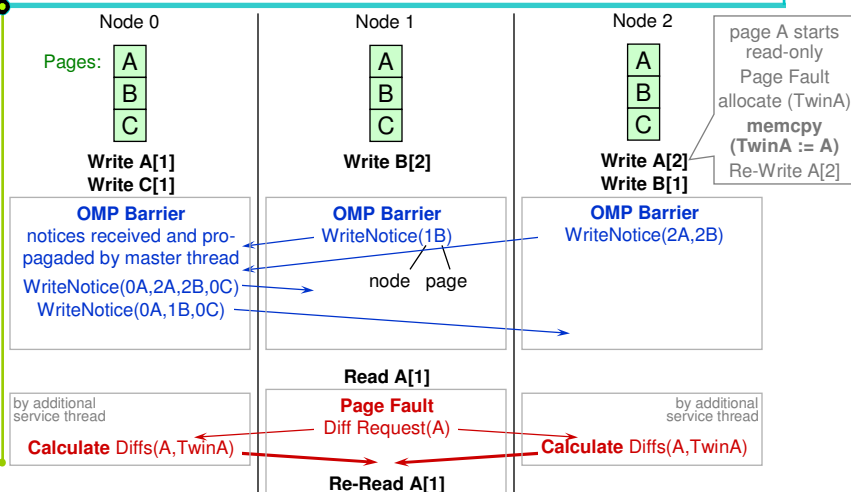 Node 0
Node 1
Node 2
Pages:
A
B
C
A
B
C
A
B
C
page A starts
read-only
Page Fault
allocate (TwinA)
memcpy
(TwinA := A)
Re-Write A[2]
Write A[1]
Write C[1]
Write B[2]
Write A[2]
Write B[1]
OMP Barrier
notices received and pro-
pagaded by master thread
WriteNotice(0A,2A,2B,0C)
WriteNotice(0A,1B,0C)
OMP Barrier
WriteNotice(1B)
node page
OMP Barrier
WriteNotice(2A,2B)
Read A[1]
by additional
service thread
Calculate Diffs(A,TwinA)
Page Fault
Diff Request(A)
by additional
service thread
Calculate Diffs(A,TwinA)
Re-Read A[1]